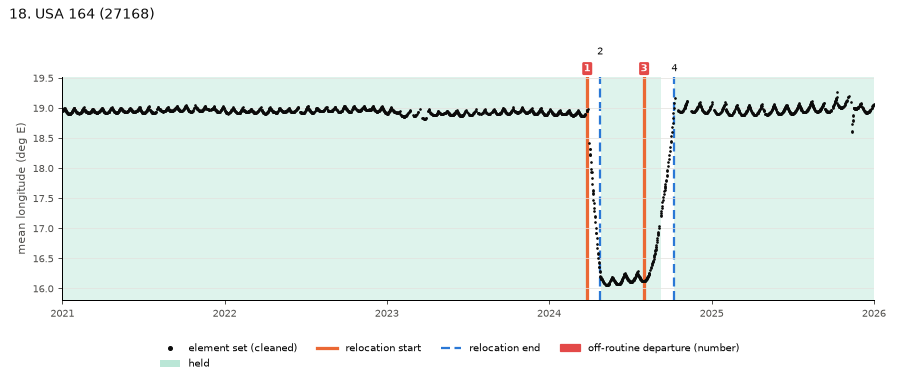 18. USA 164 (27168)
2
1
3
4
19.5
19.0
18.5
18.0
17.5
17.0
16.5
16.0
mean longitude (deg E)
2021
2022
2023
2024
2025
2026
element set (cleaned)
relocation start
relocation end
off-routine departure (number)
held